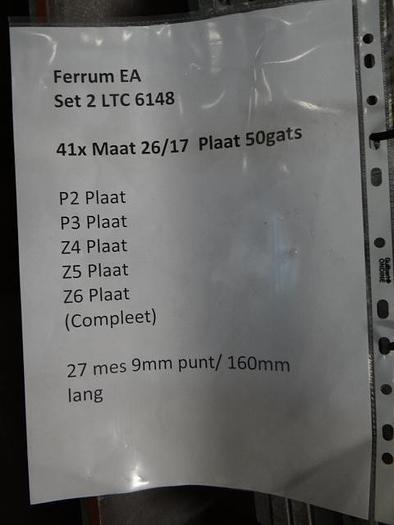 Ferrum EA
Set 2 LTC 6148
41x Maat 26/17 Plaat 50gats
P2 Plaat
P3 Plaat
Z4 Plaat
Z5 Plaat
Z6 Plaat
(Compleet)
27 mes 9mm punt/ 160mm
lang